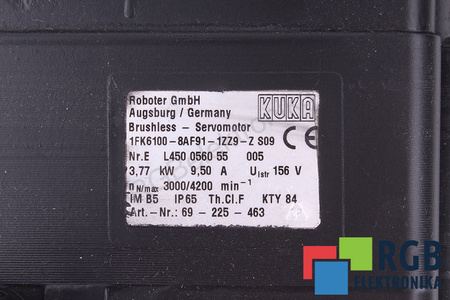 Roboter GmbH
Augsburg / Germany
KUKA
Brushless - Servomotor
1FK6100-8AF91-1ZZ9-Z S09 CE
Nr.E L450 0560 55 005
3,77 kW 9,50 A Uistr 156 V
nN/max 3000/4200 min-1
IM B5 IP65 Th.Cl.F KTY 84
Art.-Nr.: 69 - 225 - 463
RGB
ELEKTRONIKA